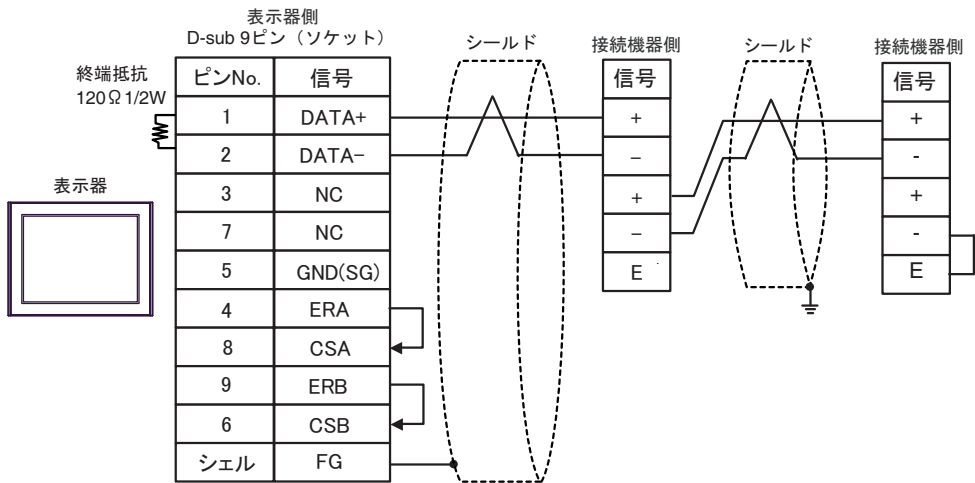 表示器側
D-sub 9ピン（ソケット）
終端抵抗
120Ω 1/2W
表示器
ピンNo. 信号
1 DATA+
2 DATA−
3 NC
7 NC
5 GND(SG)
4 ERA
8 CSA
9 ERB
6 CSB
シェル FG
シールド
接続機器側
信号
+
−
+
−
E
シールド
接続機器側
信号
+
-
+
-
E